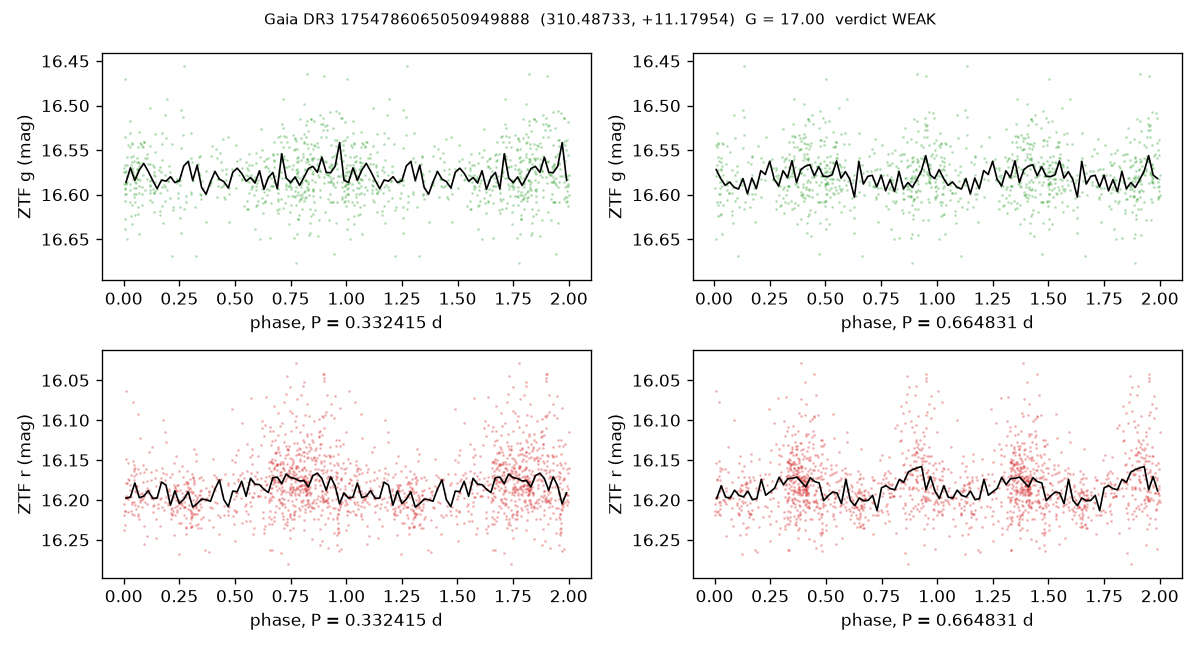 Gaia DR3 1754786065050949888 (310.48733, +11.17954) G = 17.00 verdict WEAK
ZTF g (mag)
16.45
16.50
16.55
16.60
16.65
0.00 0.25 0.50 0.75 1.00 1.25 1.50 1.75 2.00
phase, P = 0.332415 d
ZTF g (mag)
16.45
16.50
16.55
16.60
16.65
0.00 0.25 0.50 0.75 1.00 1.25 1.50 1.75 2.00
phase, P = 0.664831 d
ZTF r (mag)
16.05
16.10
16.15
16.20
16.25
0.00 0.25 0.50 0.75 1.00 1.25 1.50 1.75 2.00
phase, P = 0.332415 d
ZTF r (mag)
16.05
16.10
16.15
16.20
16.25
0.00 0.25 0.50 0.75 1.00 1.25 1.50 1.75 2.00
phase, P = 0.664831 d